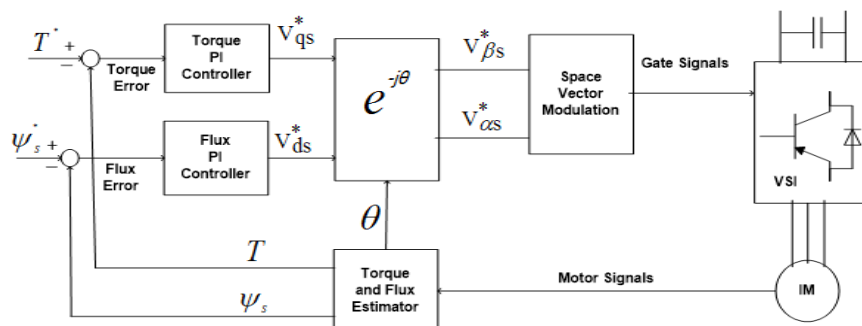 T* + −
Torque Error
Torque PI Controller
V*qs
ψ*s + −
Flux Error
Flux PI Controller
V*ds
e^-jθ
V*βs
V*αs
Space Vector Modulation
Gate Signals
VSI
θ
T
ψs
Torque and Flux Estimator
Motor Signals
IM